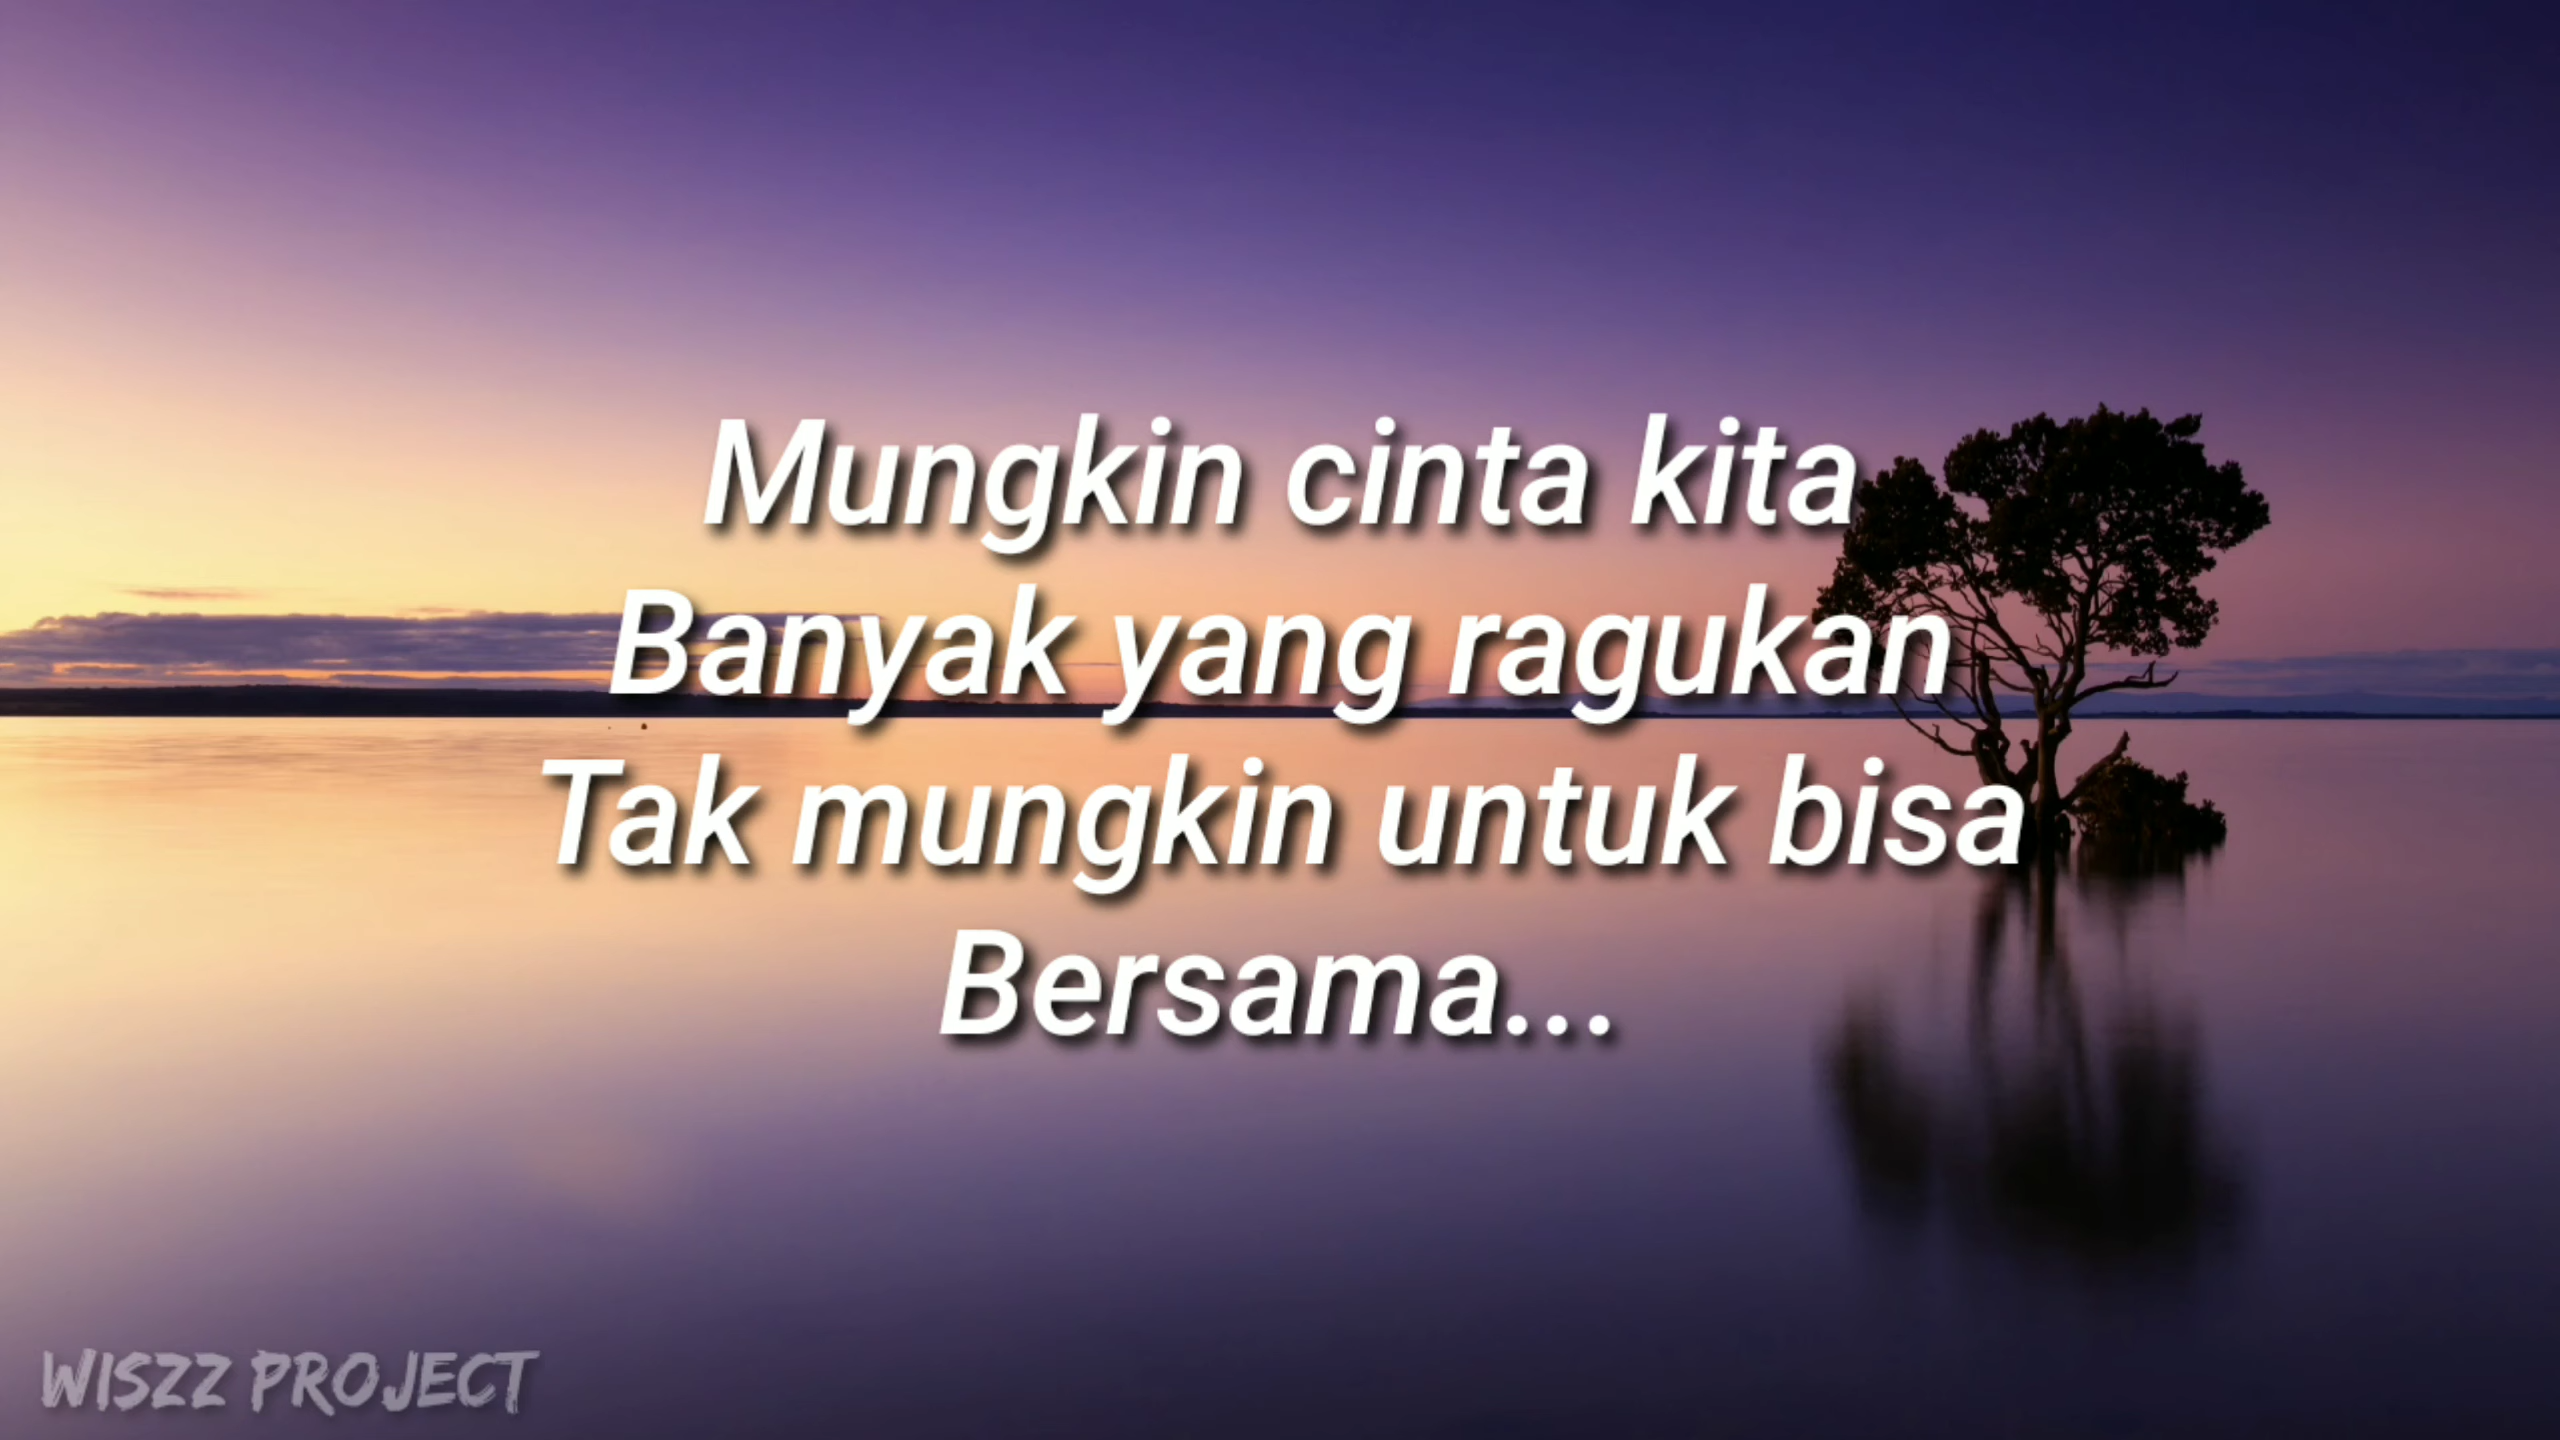 Mungkin cinta kita
Banyak yang ragukan
Tak mungkin untuk bisa
Bersama...
WISZZ PROJECT